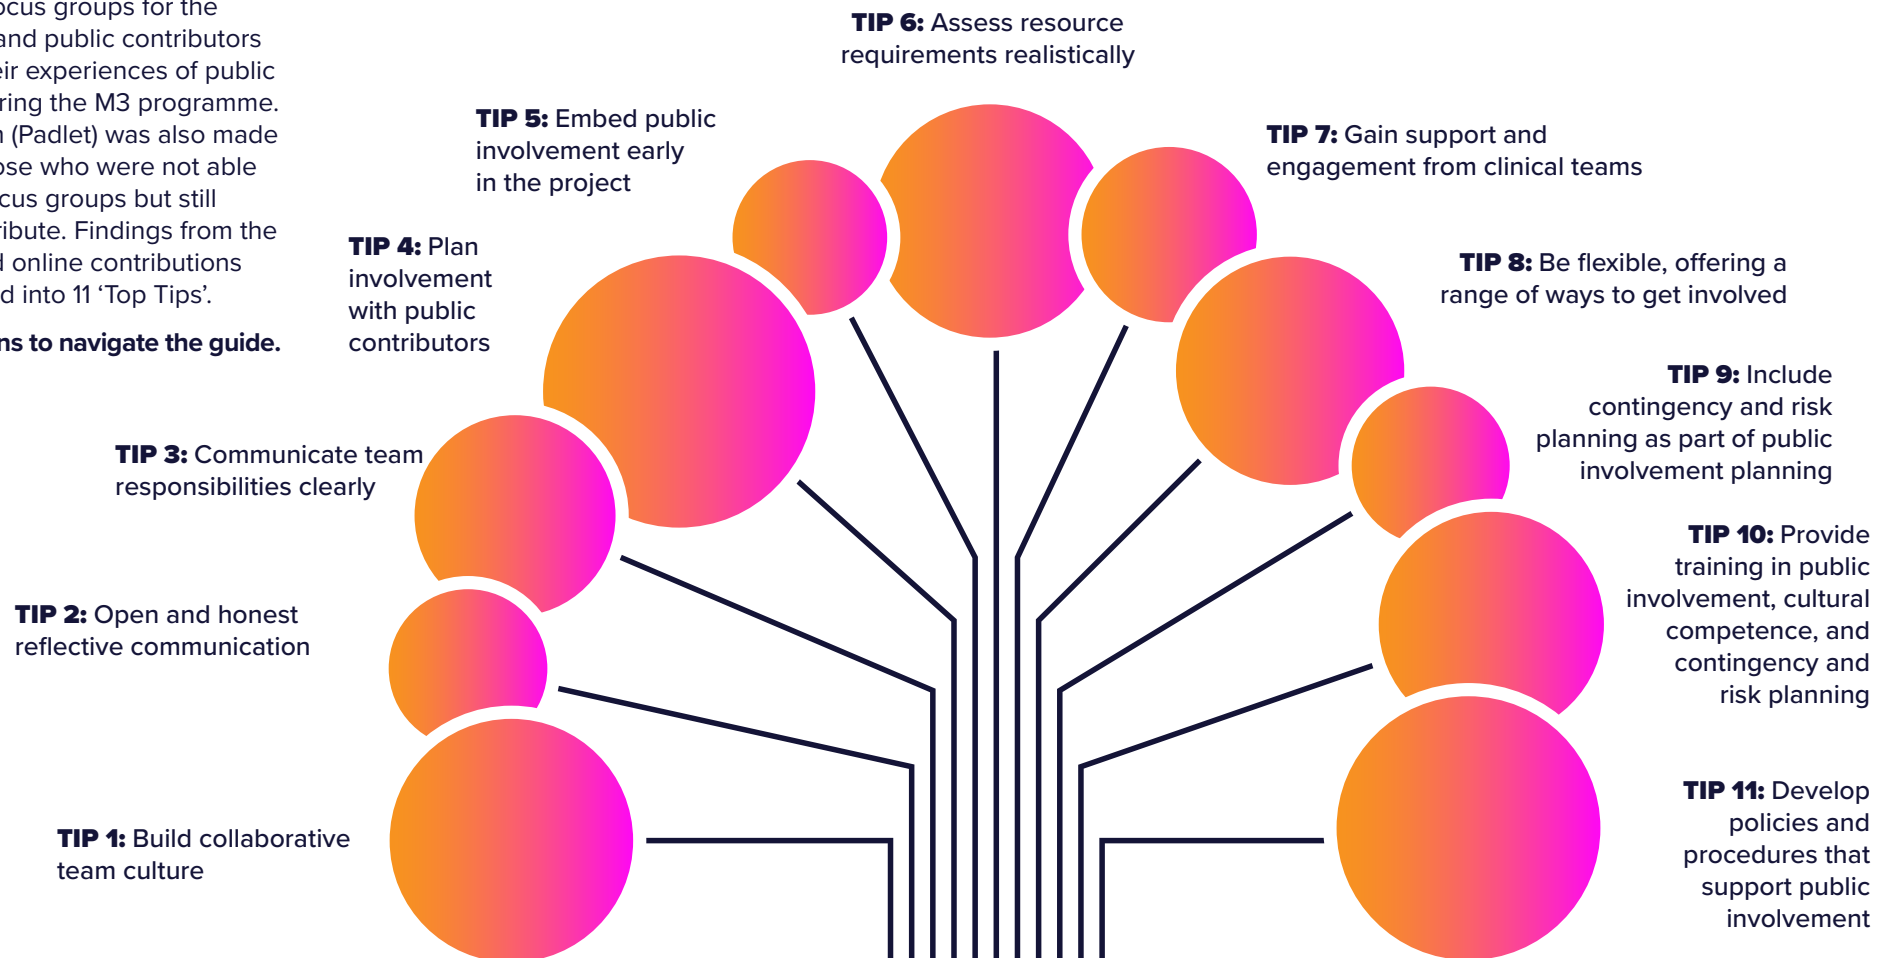 ocus groups for the
and public contributors
eir experiences of public
ring the M3 programme.
(Padlet) was also made
ose who were not able
cus groups but still
ribute. Findings from the
d online contributions
d into 11 ‘Top Tips’.
ns to navigate the guide.
TIP 1: Build collaborative
team culture
TIP 2: Open and honest
reflective communication
TIP 3: Communicate team
responsibilities clearly
TIP 4: Plan
involvement
with public
contributors
TIP 5: Embed public
involvement early
in the project
TIP 6: Assess resource
requirements realistically
TIP 7: Gain support and
engagement from clinical teams
TIP 8: Be flexible, offering a
range of ways to get involved
TIP 9: Include
contingency and risk
planning as part of public
involvement planning
TIP 10: Provide
training in public
involvement, cultural
competence, and
contingency and
risk planning
TIP 11: Develop
policies and
procedures that
support public
involvement